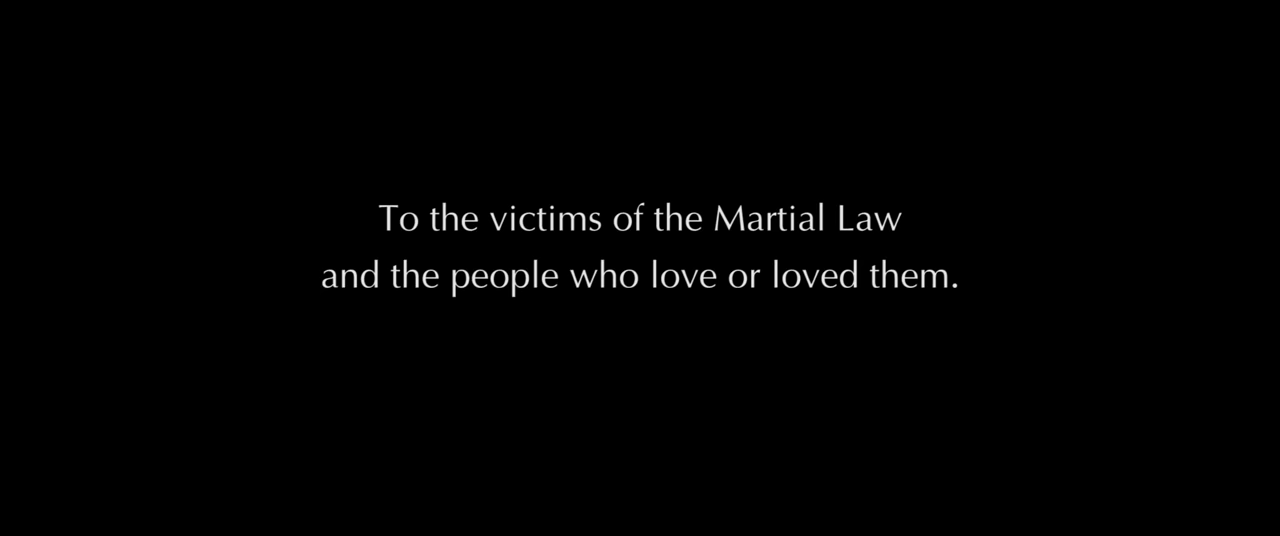 To the victims of the Martial Law
and the people who love or loved them.